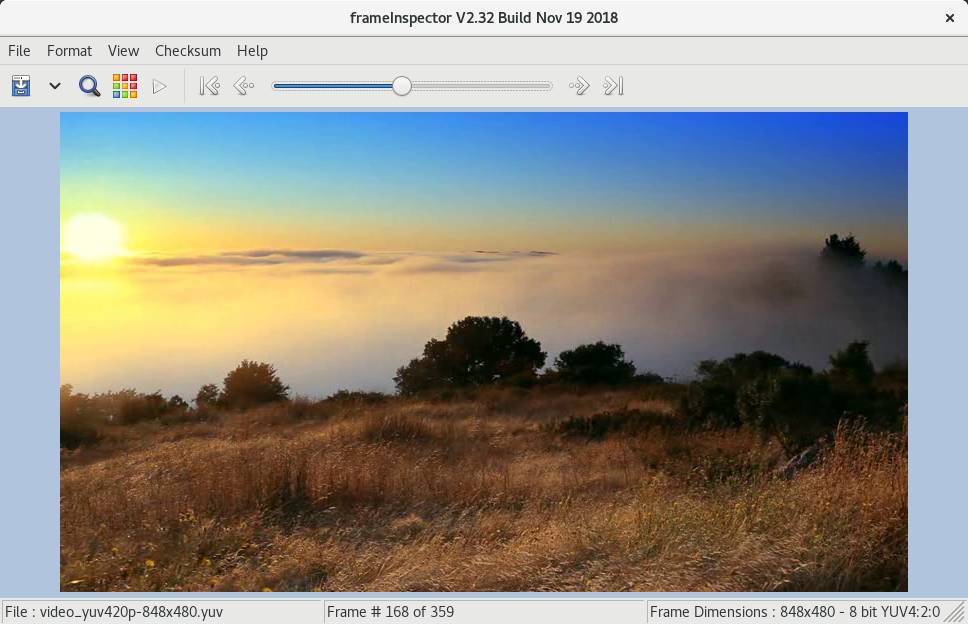 frameInspector V2.32 Build Nov 19 2018
File Format View Checksum Help
File : video_yuv420p-848x480.yuv Frame # 168 of 359 Frame Dimensions : 848x480 - 8 bit YUV4:2:0